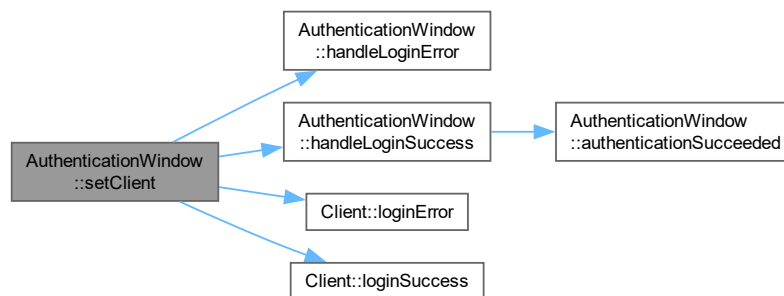 AuthenticationWindow
::setClient
AuthenticationWindow
::handleLoginError
AuthenticationWindow
::handleLoginSuccess
AuthenticationWindow
::authenticationSucceeded
Client::loginError
Client::loginSuccess